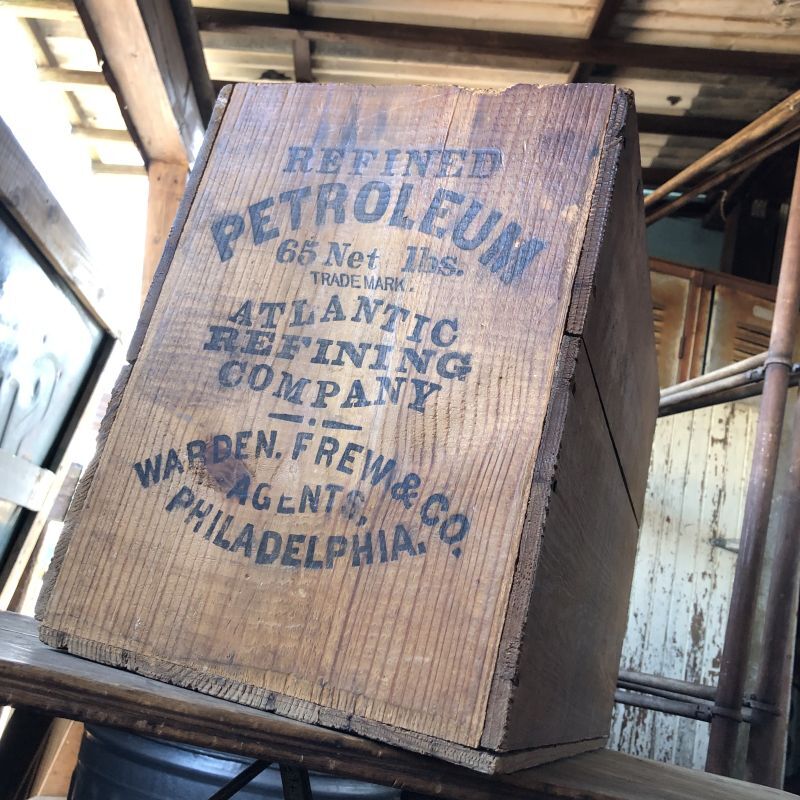 REFINED
PETROLEUM
65 Net lbs.
TRADE MARK.
ATLANTIC
REFINING
COMPANY
WARDEN. FREW & CO.
AGENTS,
PHILADELPHIA.